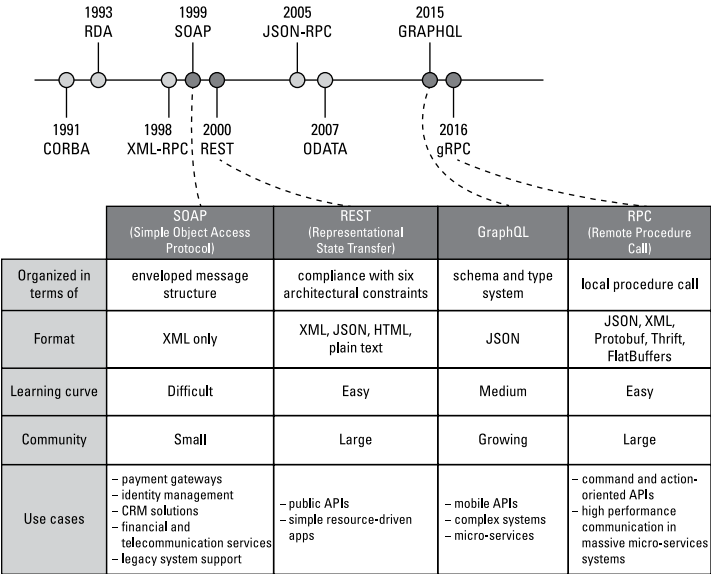 1993
RDA
1999
SOAP
2005
JSON-RPC
2015
GRAPHQL
1991
CORBA
1998
XML-RPC
2000
REST
2007
ODATA
2016
gRPC
SOAP
(Simple Object Access
Protocol)
REST
(Representational
State Transfer)
GraphQL
RPC
(Remote Procedure
Call)
Organized in
terms of
enveloped message
structure
compliance with six
architectural constraints
schema and type
system
local procedure call
Format
XML only
XML, JSON, HTML,
plain text
JSON
JSON, XML,
Protobuf, Thrift,
FlatBuffers
Learning curve
Difficult
Easy
Medium
Easy
Community
Small
Large
Growing
Large
Use cases
– payment gateways
– identity management
– CRM solutions
– financial and
telecommunication services
– legacy system support
– public APIs
– simple resource-driven
apps
– mobile APIs
– complex systems
– micro-services
– command and action-
oriented APIs
– high performance
communication in
massive micro-services
systems